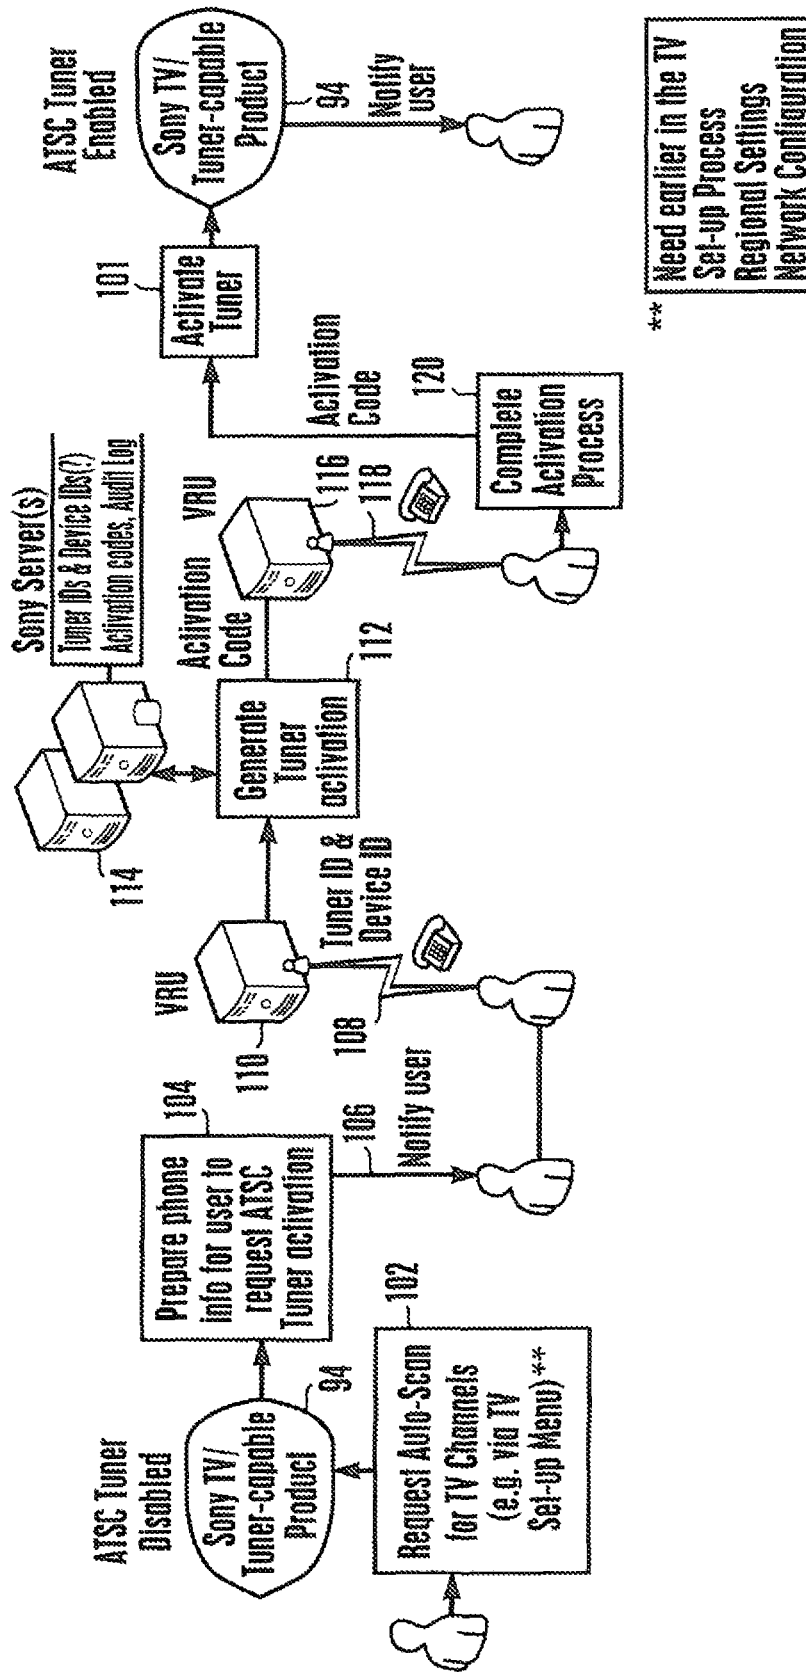 ATSC Tuner
Disabled
Sony TV/
Tuner-capable
Product
94
Request Auto-Scan
for TV Channels
(e.g. via TV
Set-up Menu)**
102
Prepare phone
info for user to
request ATSC
Tuner activation
104
106
Notify user
VRU
110
108
Tuner ID &
Device ID
114
Sony Server(s)
Tuner IDs & Device IDs(?)
Activation codes, Audit Log
Generate
Tuner
activation
112
Activation
Code
VRU
116
118
Complete
Activation
Process
120
Activation
Code
Activate
Tuner
101
ATSC Tuner
Enabled
Sony TV/
Tuner-capable
Product
94
Notify
user
**
Need earlier in the TV
Set-up Process
Regional Settings
Network Configuration